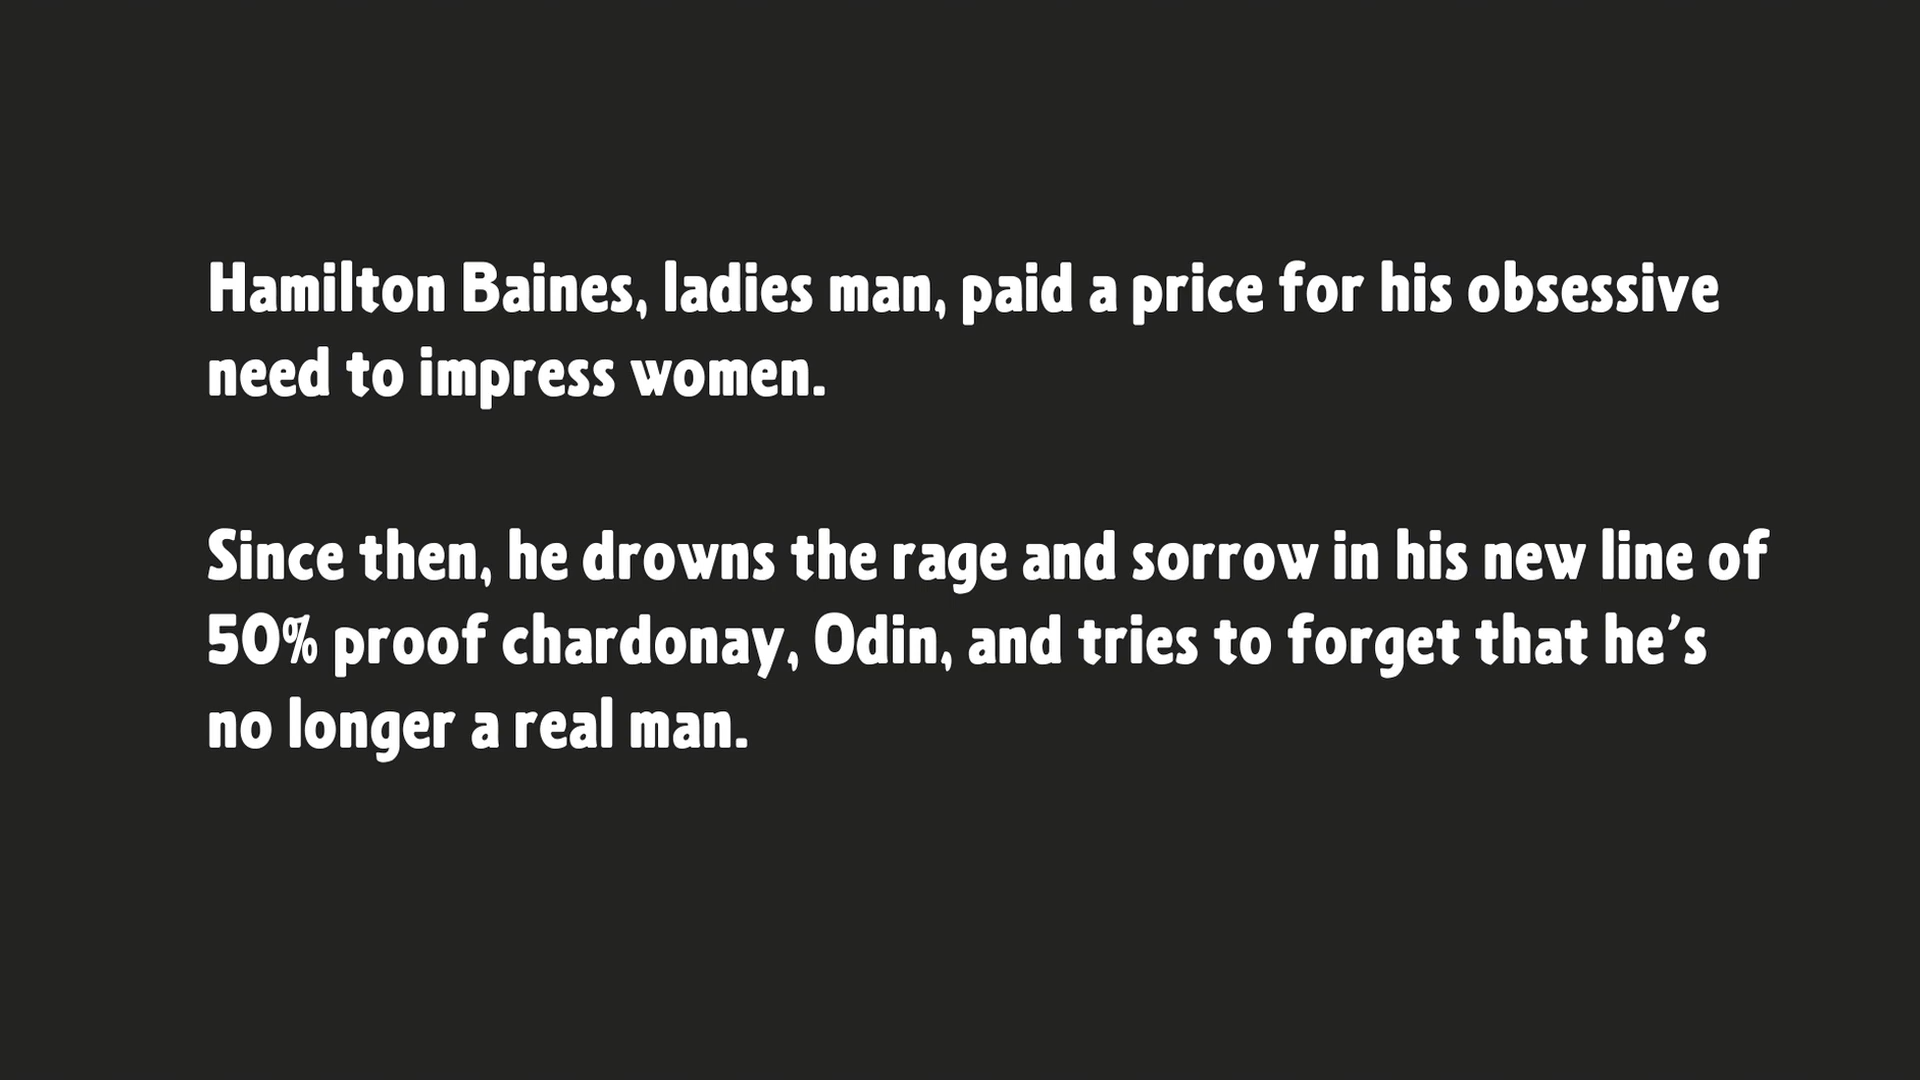 Hamilton Baines, ladies man, paid a price for his obsessive
need to impress women.
Since then, he drowns the rage and sorrow in his new line of
50% proof chardonay, Odin, and tries to forget that he's
no longer a real man.